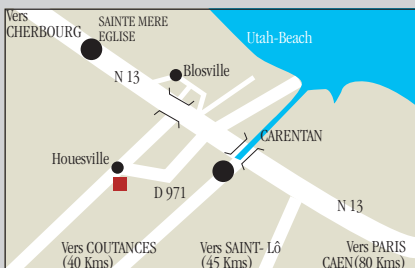 Vers
CHERBOURG
SAINTE MERE
EGLISE
Utah-Beach
N 13
Blosville
CARENTAN
Houesville
D 971
N 13
Vers COUTANCES
(40 Kms)
Vers SAINT- Lô
(45 Kms)
Vers PARIS
CAEN(80 Kms)